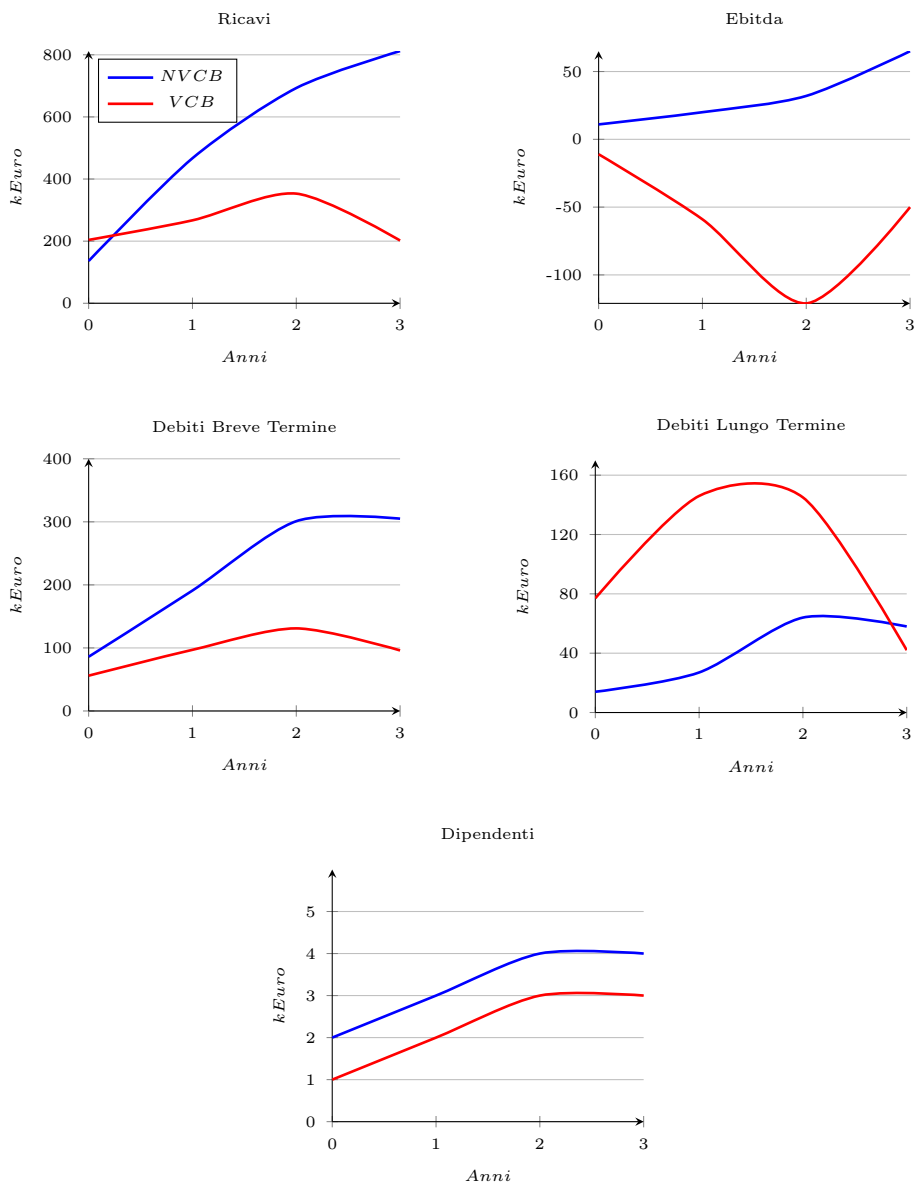 Ricavi
800
600
400
200
0
kEuro
NVCB
VCB
0 1 2 3
Anni
Ebitda
50
0
-50
-100
kEuro
0 1 2 3
Anni
Debiti Breve Termine
400
300
200
100
0
kEuro
0 1 2 3
Anni
Debiti Lungo Termine
160
120
80
40
0
kEuro
0 1 2 3
Anni
Dipendenti
5
4
3
2
1
0
kEuro
0 1 2 3
Anni